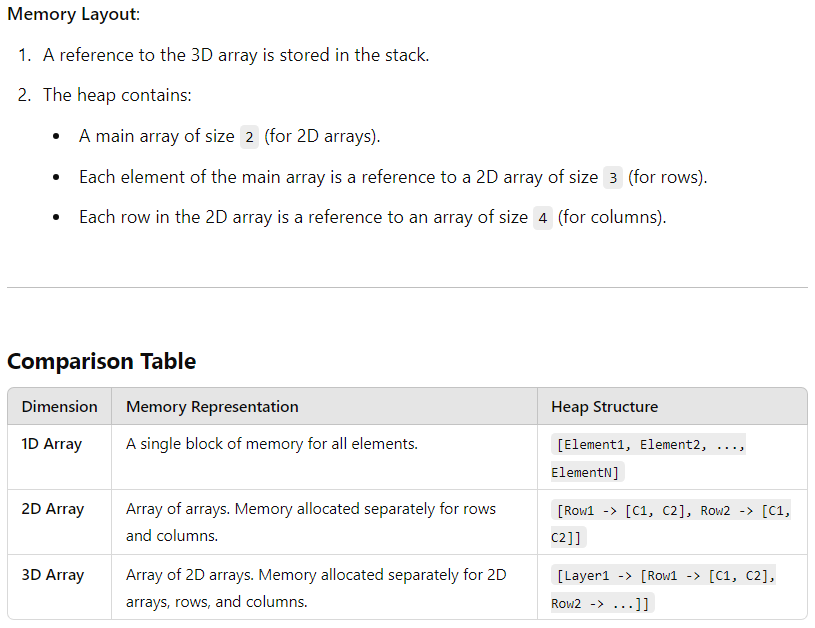 Memory Layout:
1. A reference to the 3D array is stored in the stack.
2. The heap contains:
• A main array of size 2 (for 2D arrays).
• Each element of the main array is a reference to a 2D array of size 3 (for rows).
• Each row in the 2D array is a reference to an array of size 4 (for columns).
Comparison Table
Dimension Memory Representation Heap Structure
1D Array A single block of memory for all elements. [Element1, Element2, ...,
ElementN]
2D Array Array of arrays. Memory allocated separately for rows [Row1 -> [C1, C2], Row2 -> [C1,
and columns. C2]]
3D Array Array of 2D arrays. Memory allocated separately for 2D [Layer1 -> [Row1 -> [C1, C2],
arrays, rows, and columns. Row2 -> ...]]